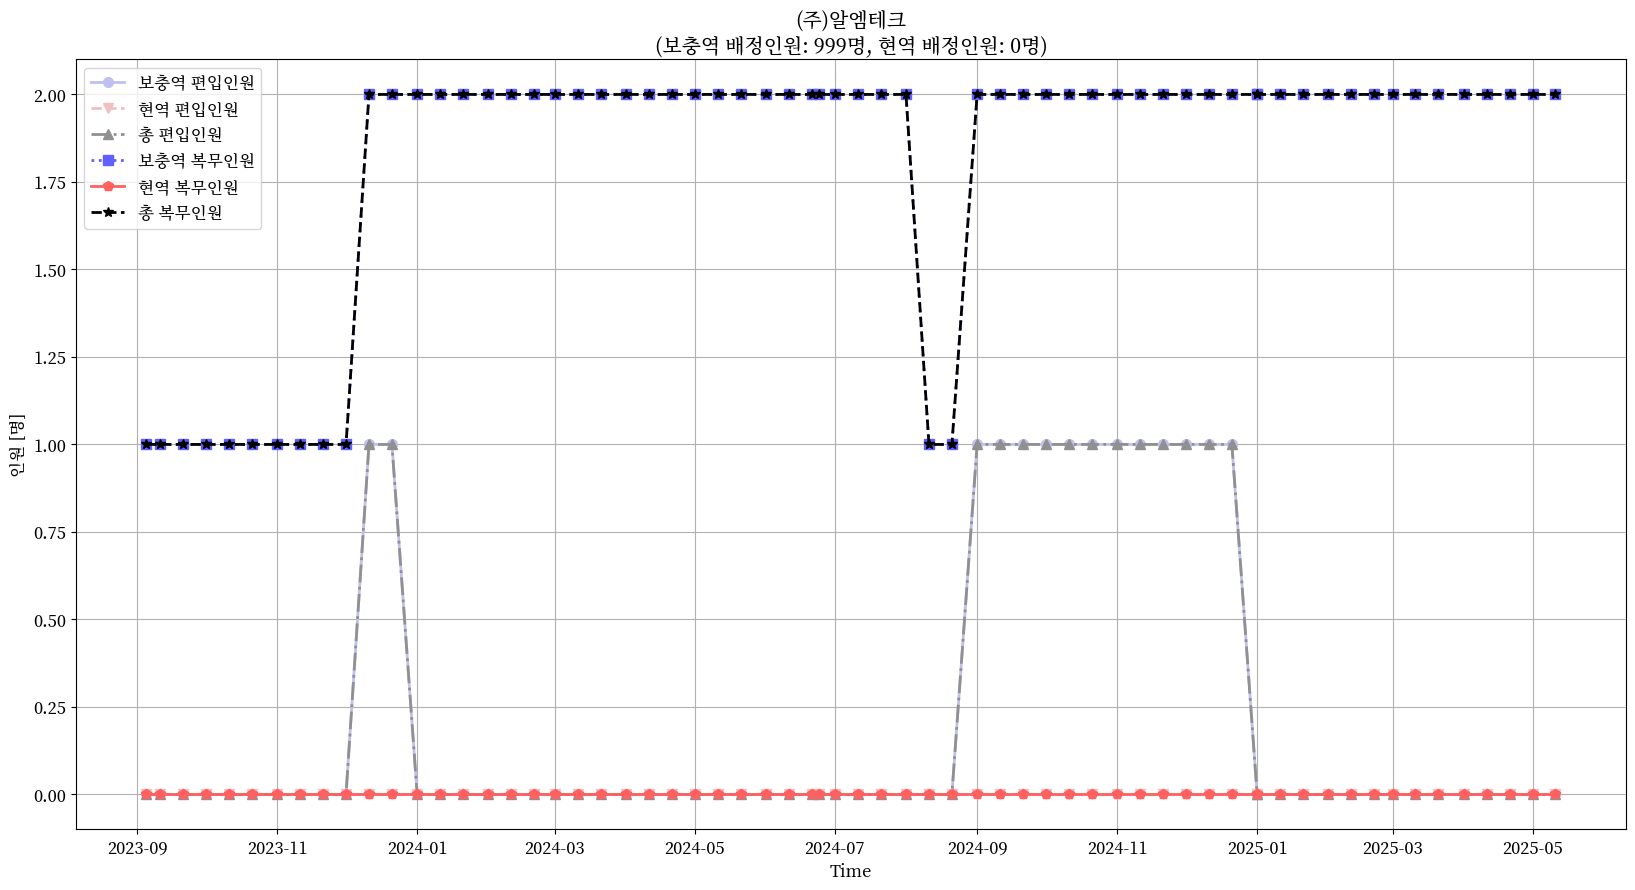 (주)알엠테크
(보충역 배정인원: 999명, 현역 배정인원: 0명)
보충역 편입인원
현역 편입인원
총 편입인원
보충역 복무인원
현역 복무인원
총 복무인원
2.00
1.75
1.50
1.25
1.00
0.75
0.50
0.25
0.00
인원 [명]
2023-09 2023-11 2024-01 2024-03 2024-05 2024-07 2024-09 2024-11 2025-01 2025-03 2025-05
Time